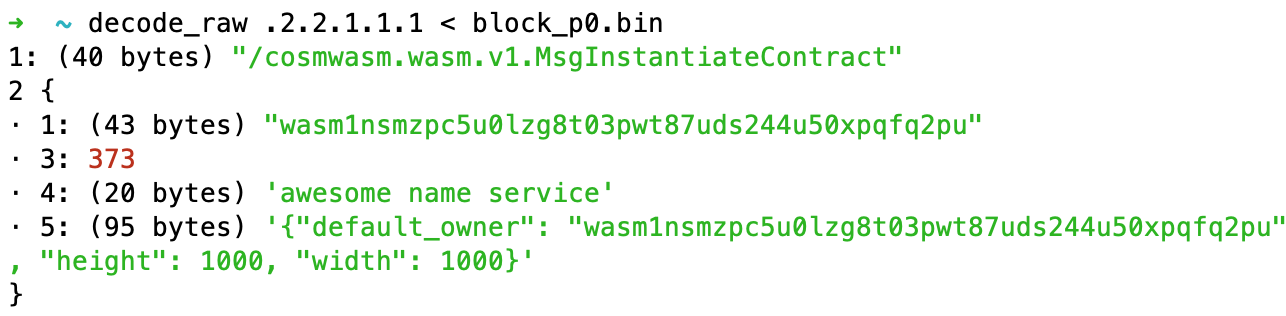 ➜  ~ decode_raw .2.2.1.1.1 < block_p0.bin
1: (40 bytes) "/cosmwasm.wasm.v1.MsgInstantiateContract"
2 {
· 1: (43 bytes) "wasm1nsmzpc5u0lzg8t03pwt87uds244u50xpqfq2pu"
· 3: 373
· 4: (20 bytes) 'awesome name service'
· 5: (95 bytes) '{"default_owner": "wasm1nsmzpc5u0lzg8t03pwt87uds244u50xpqfq2pu"
, "height": 1000, "width": 1000}'
}